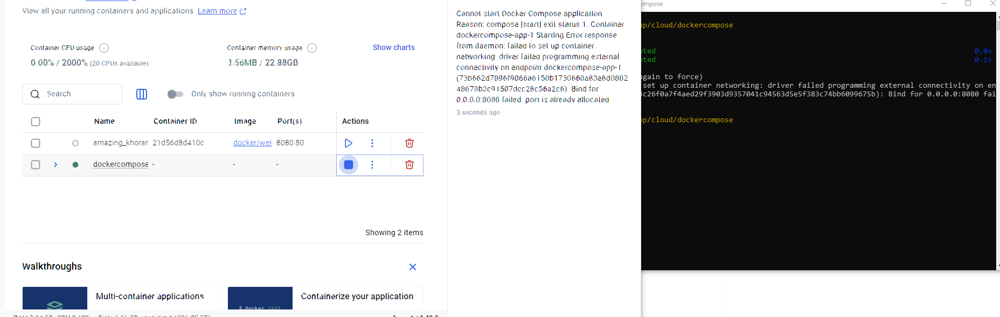 View all your running containers and applications Learn more
Container CPU usage
0.00% / 2000% (20 CPUs available)
Container memory usage
3.56MB / 22.88GB
Show charts
Search
Only show running containers
Name Container ID Image Port(s) Actions
amazing_khorar 21d56d8d410c docker/wel 8080:80
dockercompose - - -
Showing 2 items
Walkthroughs
Multi-container applications
Containerize your application
$ docker init
Cannot start Docker Compose application
Reason: compose [start] exit status 1. Container
dockercompose-app-1 Starting Error response
from daemon: failed to set up container
networking: driver failed programming external
connectivity on endpoint dockercompose-app-1
Bind for
0.0.0.0:8080 failed: port is already allocated
3 seconds ago
ompose
pp/cloud/dockercompose
ated 0.0s
ated 0.1s
again to force)
set up container networking: driver failed programming external connectivity on en
3c26f0a7f4aed29f3903d9357041c94563d5e5f383c74bb6099675b): Bind for 0.0.0.0:8080 fai
pp/cloud/dockercompose